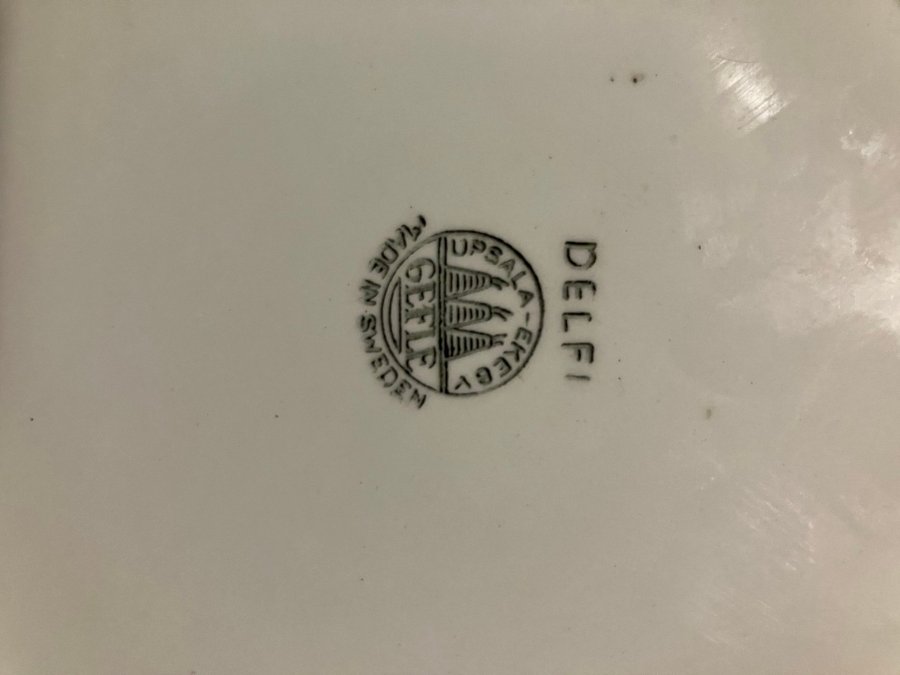 DELFI
UPSALA-EKEBY
GEFLE
MADE IN SWEDEN